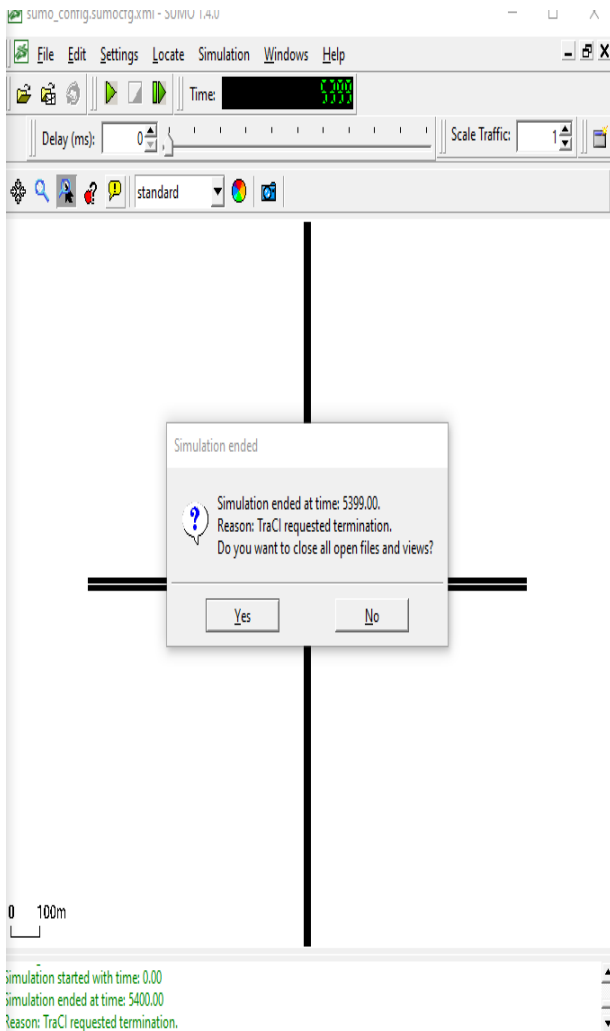 sumo_config.sumocfg.xml - SUMO 1.4.0
File Edit Settings Locate Simulation Windows Help
Time: 5399
Delay (ms): 0 Scale Traffic: 1
standard
Simulation ended
Simulation ended at time: 5399.00.
Reason: TraCI requested termination.
Do you want to close all open files and views?
Yes No
0 100m
Simulation started with time: 0.00
Simulation ended at time: 5400.00
Reason: TraCI requested termination.